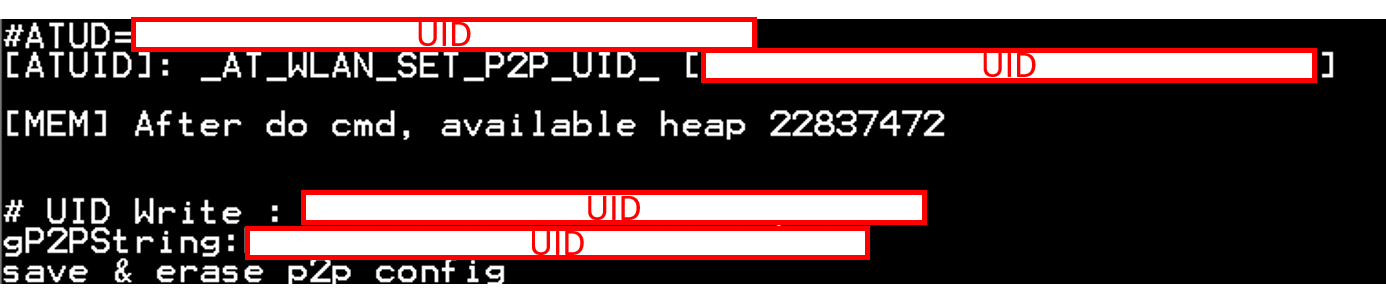 #ATUD=UID
[ATUID]: _AT_WLAN_SET_P2P_UID_ [UID]
[MEM] After do cmd, available heap 22837472
# UID Write : UID
gP2PString:UID
save & erase p2p config